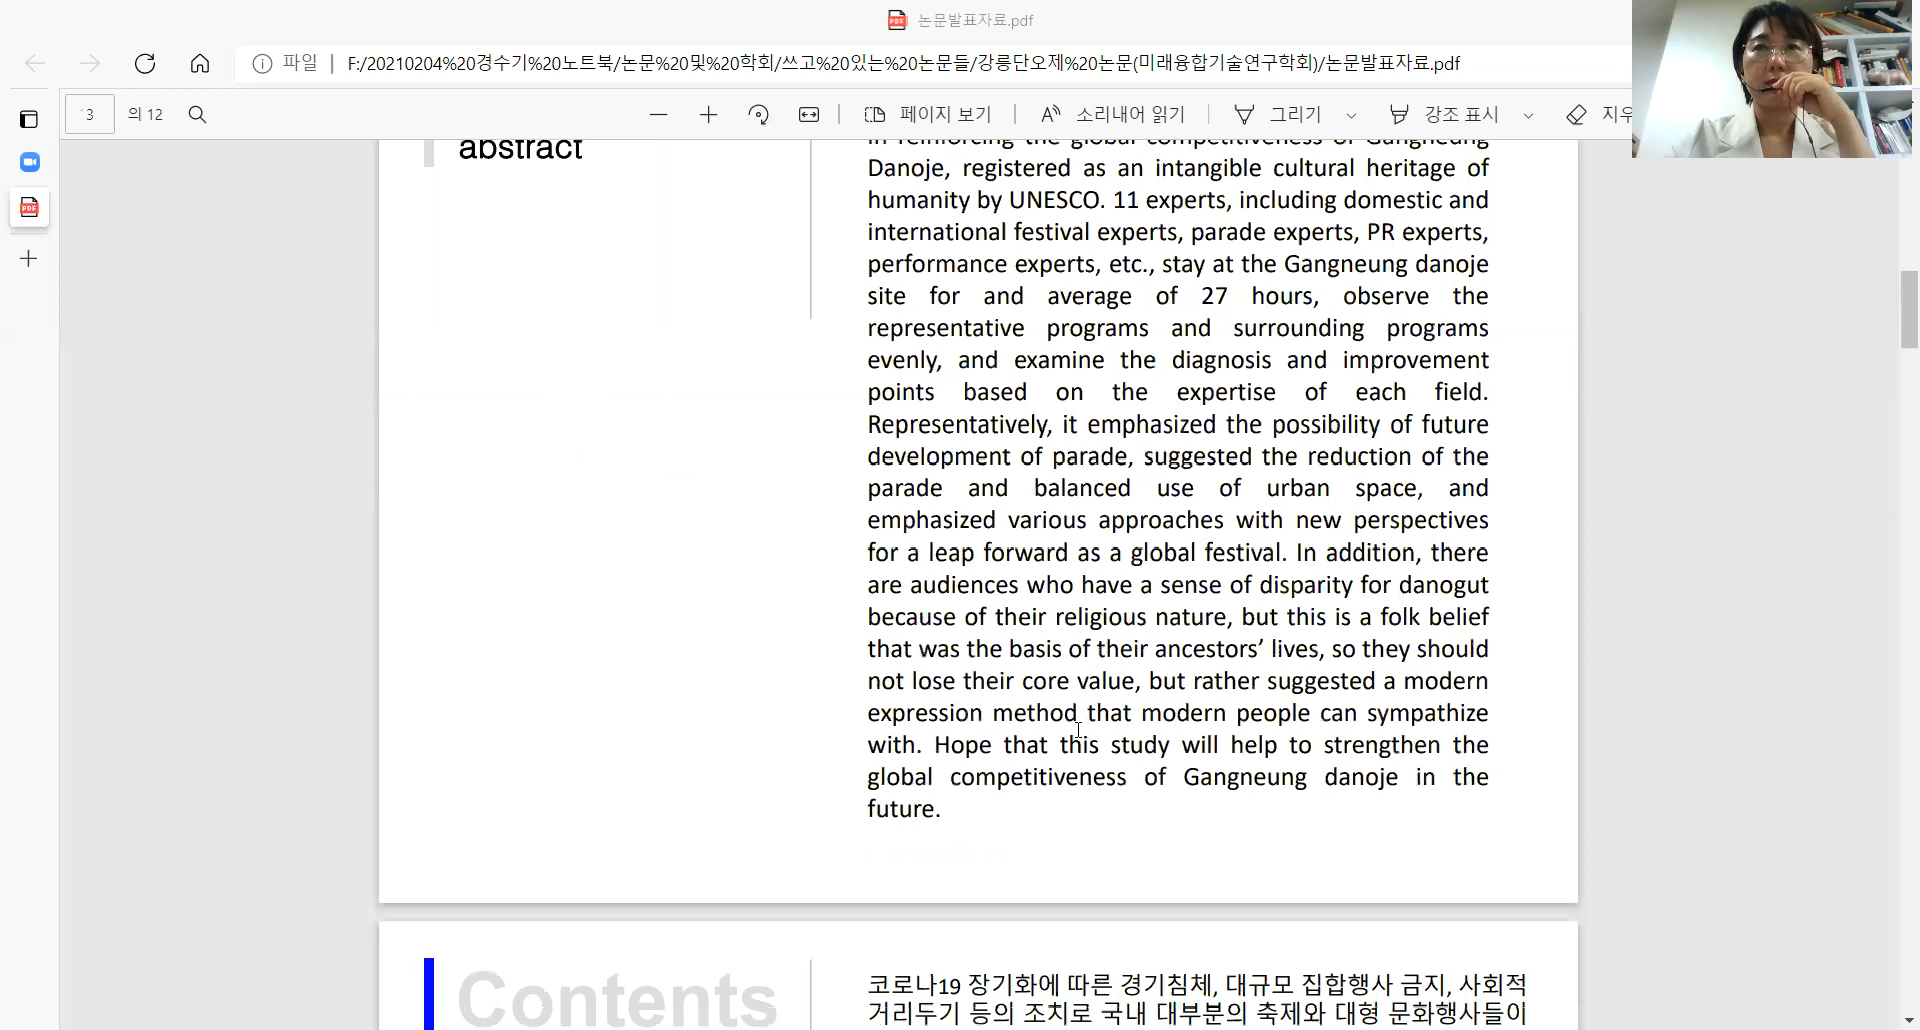 논문발표자료.pdf
파일 F:/20210204%20경수기%20노트북/논문%20및%20학회/쓰고%20있는%20논문들/강릉단오제%20논문(미래융합기술연구학회)/논문발표자료.pdf
3 의 12 페이지 보기 소리내어 읽기 그리기 강조 표시 지우
abstract
in reinforcing the global competitiveness of Gangneung
Danoje, registered as an intangible cultural heritage of
humanity by UNESCO. 11 experts, including domestic and
international festival experts, parade experts, PR experts,
performance experts, etc., stay at the Gangneung danoje
site for and average of 27 hours, observe the
representative programs and surrounding programs
evenly, and examine the diagnosis and improvement
points based on the expertise of each field.
Representatively, it emphasized the possibility of future
development of parade, suggested the reduction of the
parade and balanced use of urban space, and
emphasized various approaches with new perspectives
for a leap forward as a global festival. In addition, there
are audiences who have a sense of disparity for danogut
because of their religious nature, but this is a folk belief
that was the basis of their ancestors’ lives, so they should
not lose their core value, but rather suggested a modern
expression method that modern people can sympathize
with. Hope that this study will help to strengthen the
global competitiveness of Gangneung danoje in the
future.
Contents
코로나19 장기화에 따른 경기침체, 대규모 집합행사 금지, 사회적
거리두기 등의 조치로 국내 대부분의 축제와 대형 문화행사들이